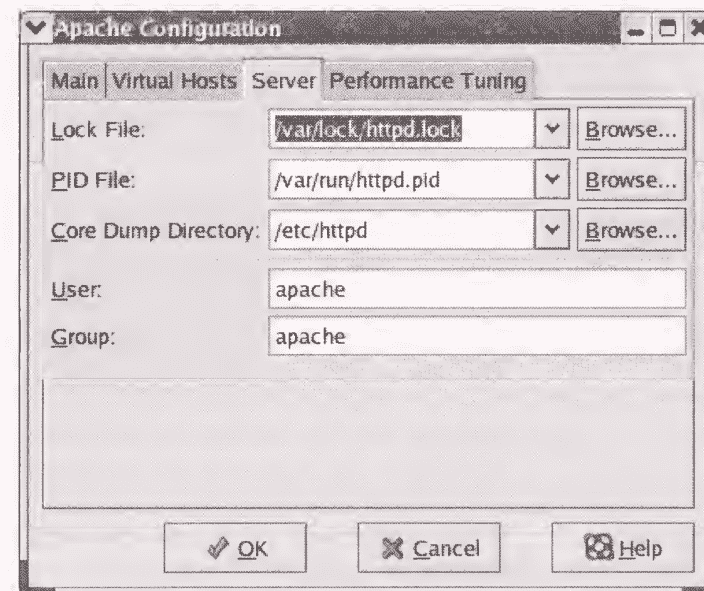 Apache Configuration
Main Virtual Hosts Server Performance Tuning
Lock File: /var/lock/httpd.lock Browse...
PID File: /var/run/httpd.pid Browse...
Core Dump Directory: /etc/httpd Browse...
User: apache
Group: apache
OK Cancel Help